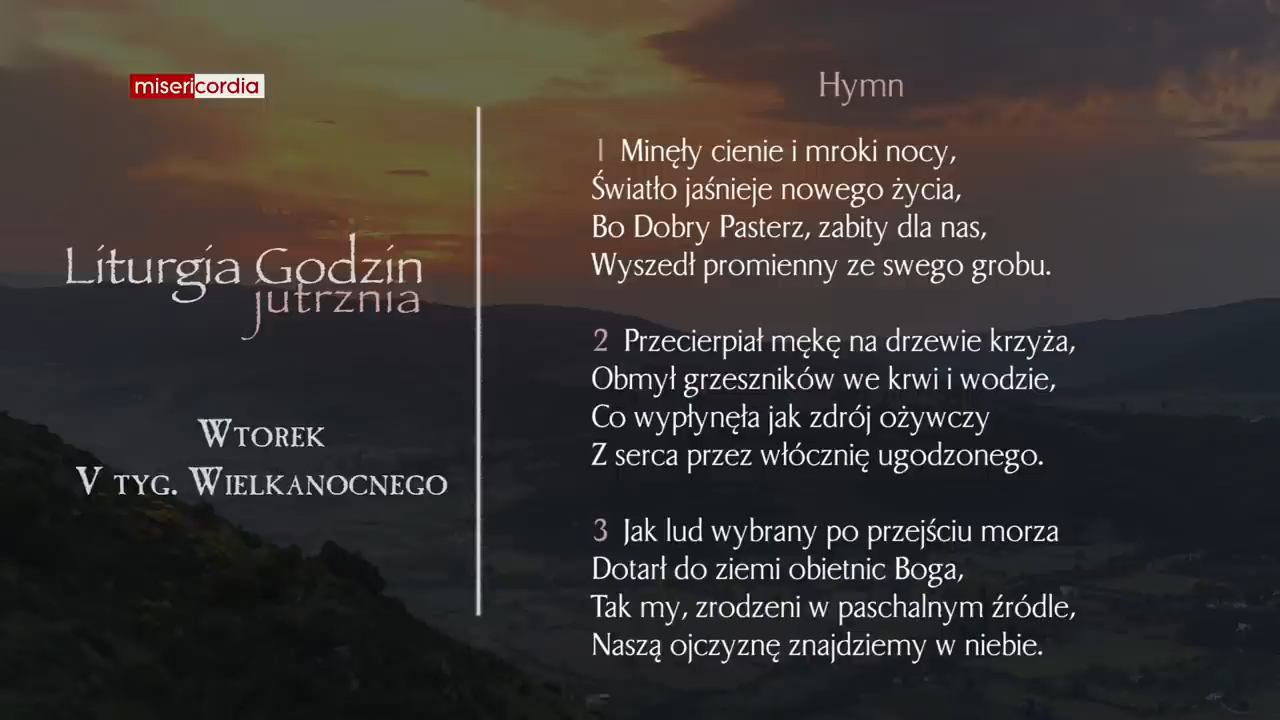 misericordia
Liturgia Godzin
jutrznia
Wtorek
V tyg. Wielkanocnego
Hymn
1 Minęły cienie i mroki nocy,
Światło jaśnieje nowego życia,
Bo Dobry Pasterz, zabity dla nas,
Wyszedł promienny ze swego grobu.
2 Przecierpiał mękę na drzewie krzyża,
Obmył grzeszników we krwi i wodzie,
Co wypłynęła jak zdrój ożywczy
Z serca przez włócznię ugodzonego.
3 Jak lud wybrany po przejściu morza
Dotarł do ziemi obietnic Boga,
Tak my, zrodzeni w paschalnym źródle,
Naszą ojczyznę znajdziemy w niebie.